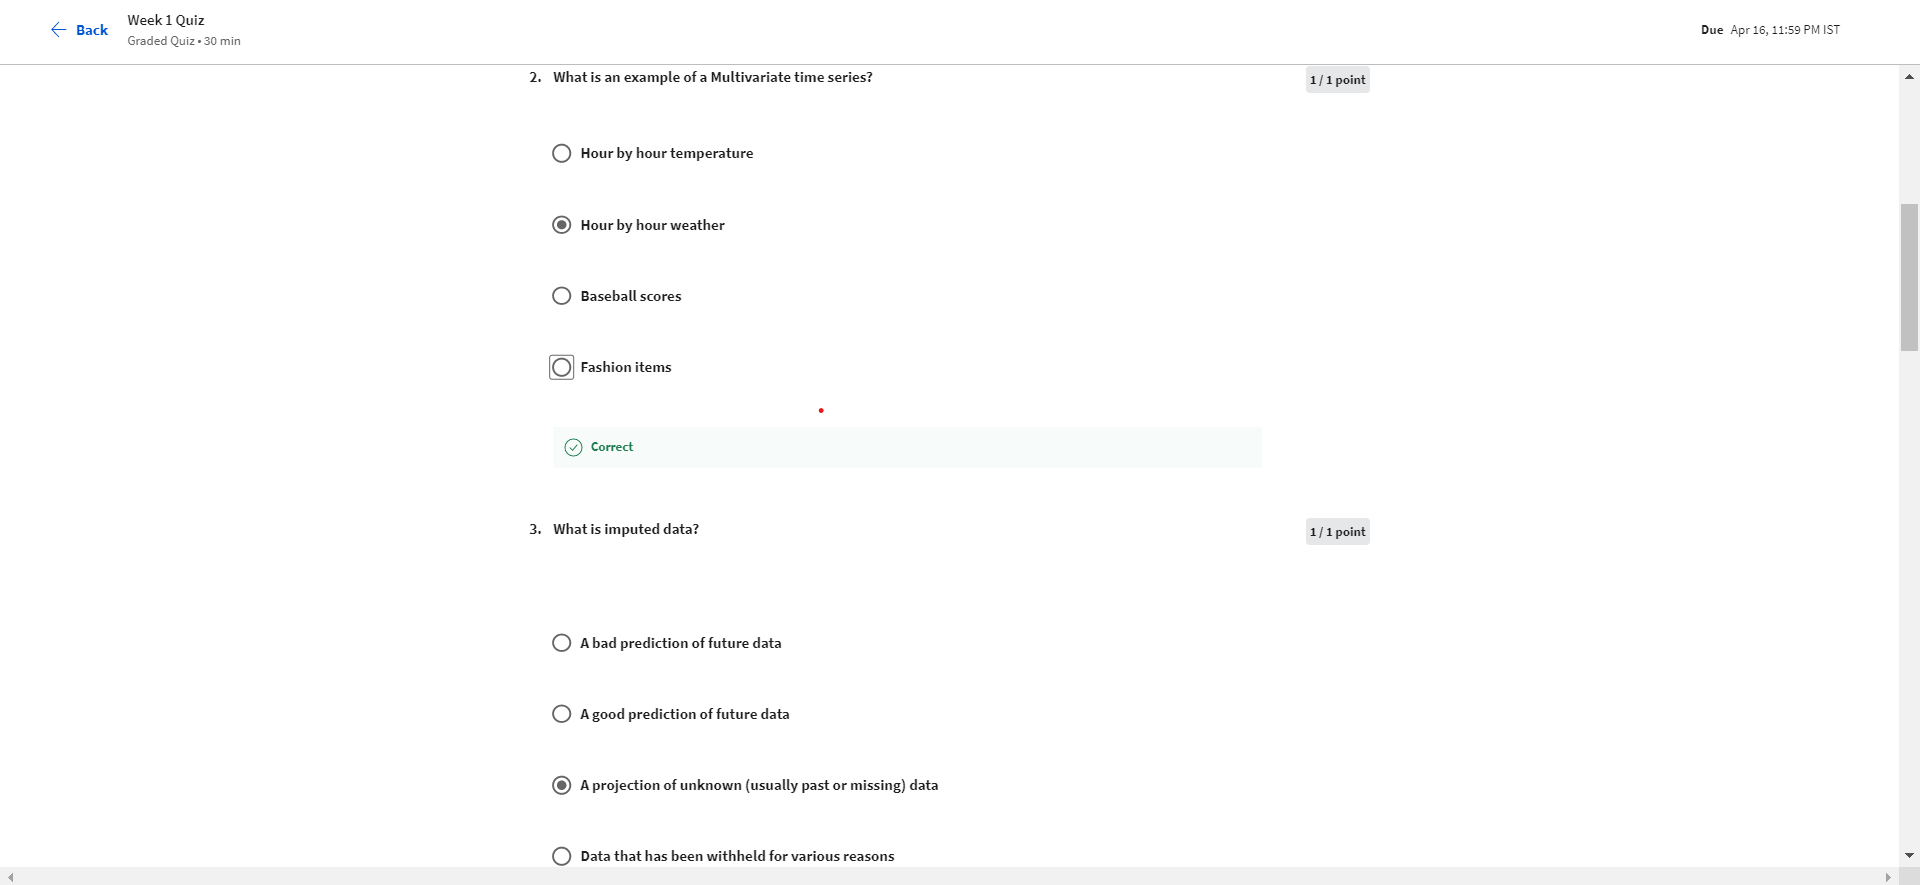 Back
Week 1 Quiz
Graded Quiz • 30 min
Due Apr 16, 11:59 PM IST
2. What is an example of a Multivariate time series?
1 / 1 point
Hour by hour temperature
Hour by hour weather
Baseball scores
Fashion items
Correct
3. What is imputed data?
1 / 1 point
A bad prediction of future data
A good prediction of future data
A projection of unknown (usually past or missing) data
Data that has been withheld for various reasons